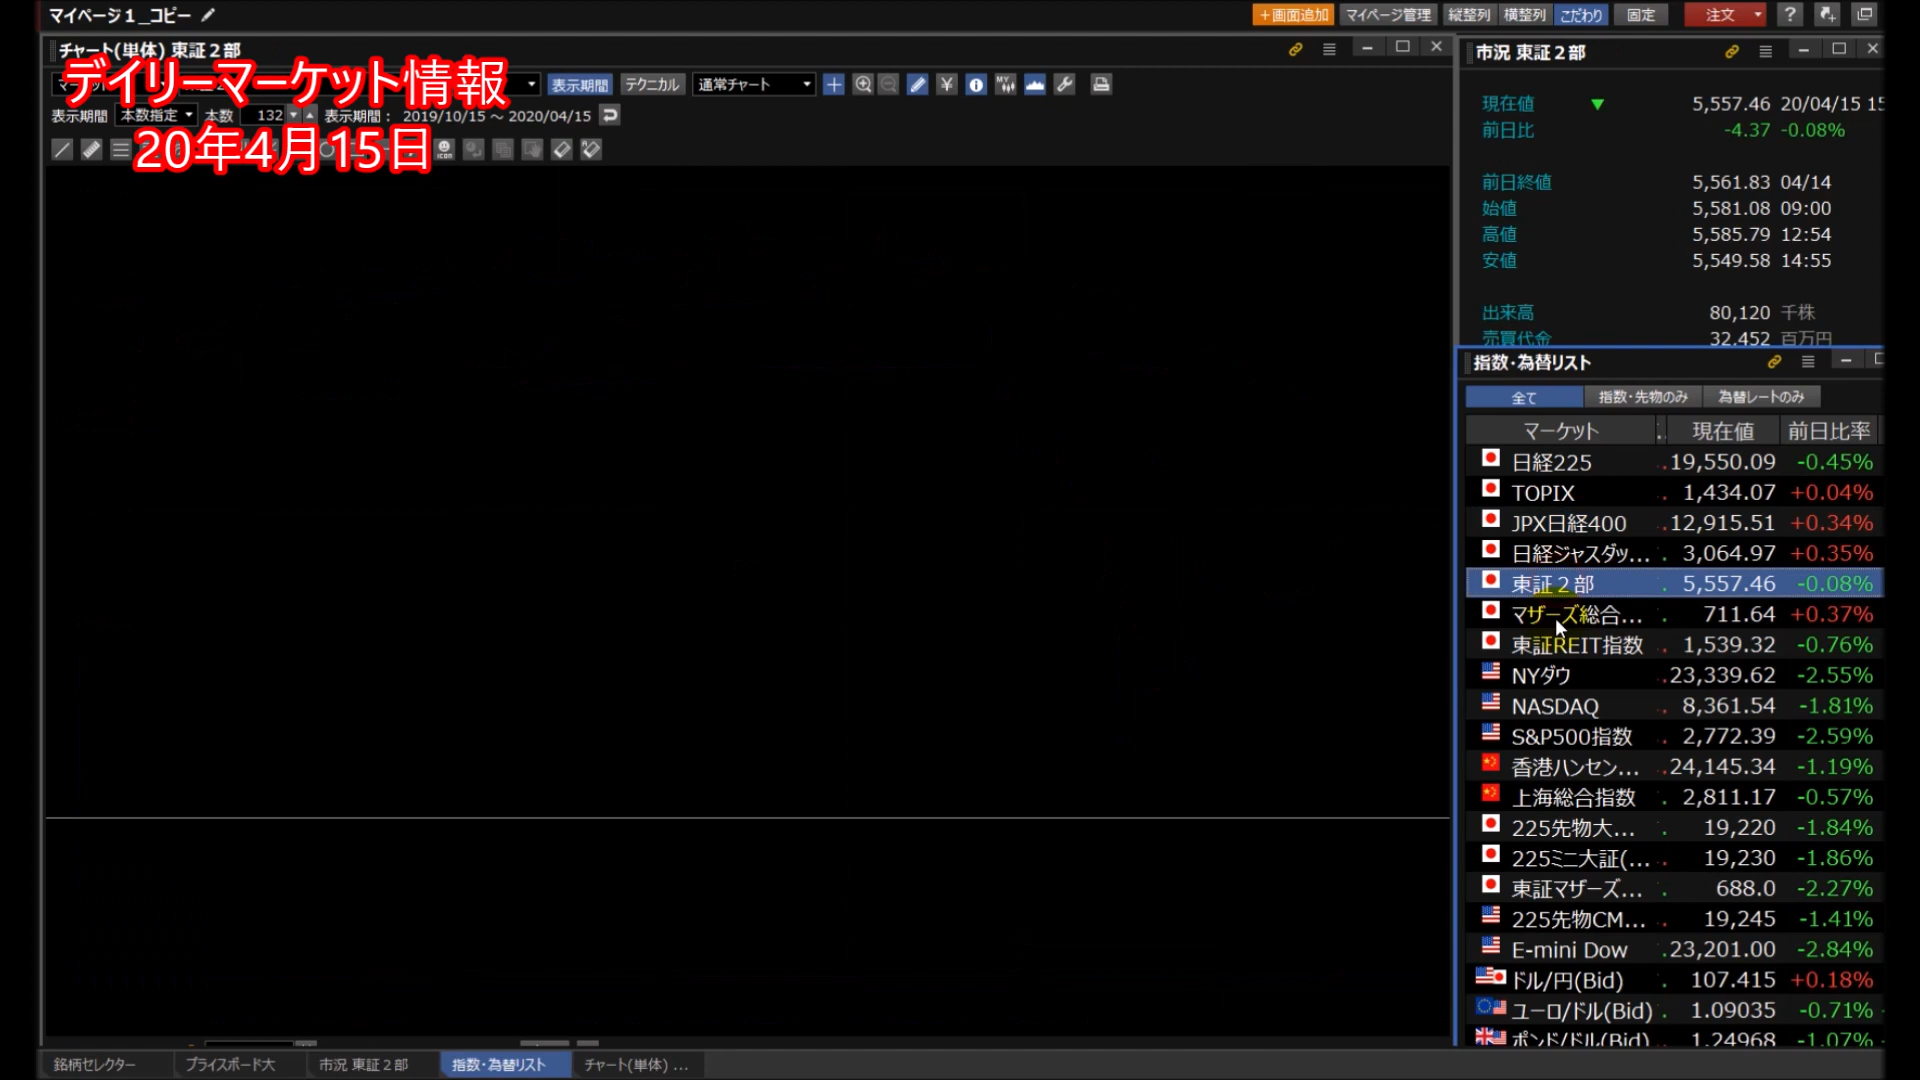 マイページ１_コピー
＋画面追加 マイページ管理 縦整列 横整列 こだわり 固定 注文 ?
チャート(単体) 東証２部
デイリーマーケット情報
表示期間 テクニカル 通常チャート
表示期間 本数指定 本数 132 表示期間： 2019/10/15 ～ 2020/04/15
20年4月15日
市況 東証２部
現在値 ▼ 5,557.46 20/04/15 15
前日比 -4.37 -0.08%
前日終値 5,561.83 04/14
始値 5,581.08 09:00
高値 5,585.79 12:54
安値 5,549.58 14:55
出来高 80,120 千株
売買代金 32,452 百万円
指数・為替リスト
全て 指数・先物のみ 為替レートのみ
マーケット 現在値 前日比率
日経225 19,550.09 -0.45%
TOPIX 1,434.07 +0.04%
JPX日経400 12,915.51 +0.34%
日経ジャスダッ... 3,064.97 +0.35%
東証２部 5,557.46 -0.08%
マザーズ総合... 711.64 +0.37%
東証REIT指数 1,539.32 -0.76%
NYダウ 23,339.62 -2.55%
NASDAQ 8,361.54 -1.81%
S&P500指数 2,772.39 -2.59%
香港ハンセン... 24,145.34 -1.19%
上海総合指数 2,811.17 -0.57%
225先物大... 19,220 -1.84%
225ミニ大証(... 19,230 -1.86%
東証マザーズ... 688.0 -2.27%
225先物CM... 19,245 -1.41%
E-mini Dow 23,201.00 -2.84%
ドル/円(Bid) 107.415 +0.18%
ユーロ/ドル(Bid) 1.09035 -0.71%
ポンド/ドル(Bid) 1.24968 -1.07%
銘柄セレクター プライスボード大 市況 東証２部 指数・為替リスト チャート(単体) ...